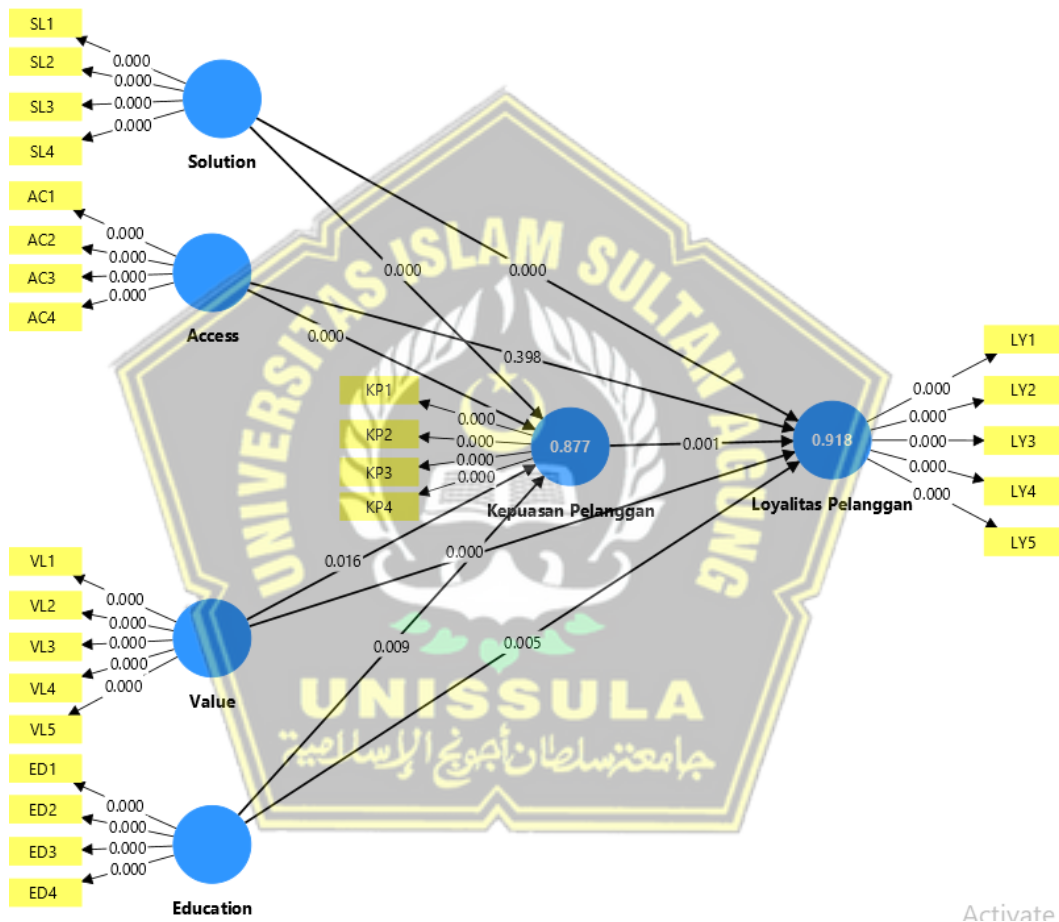 SL1
SL2
SL3
SL4
0.000
0.000
0.000
0.000
Solution
AC1
AC2
AC3
AC4
0.000
0.000
0.000
0.000
Access
VL1
VL2
VL3
VL4
VL5
0.000
0.000
0.000
0.000
0.000
Value
ED1
ED2
ED3
ED4
0.000
0.000
0.000
0.000
Education
0.000
0.000
0.000
0.398
0.016
0.000
0.009
0.005
KP1
KP2
KP3
KP4
0.000
0.000
0.000
0.000
0.877
Kepuasan Pelanggan
0.001
0.918
Loyalitas Pelanggan
0.000
0.000
0.000
0.000
0.000
LY1
LY2
LY3
LY4
LY5
UNIVERSITAS ISLAM SULTAN AGUNG
UNISSULA
جامعتنسلطان أجونج الإسلامية
Activate